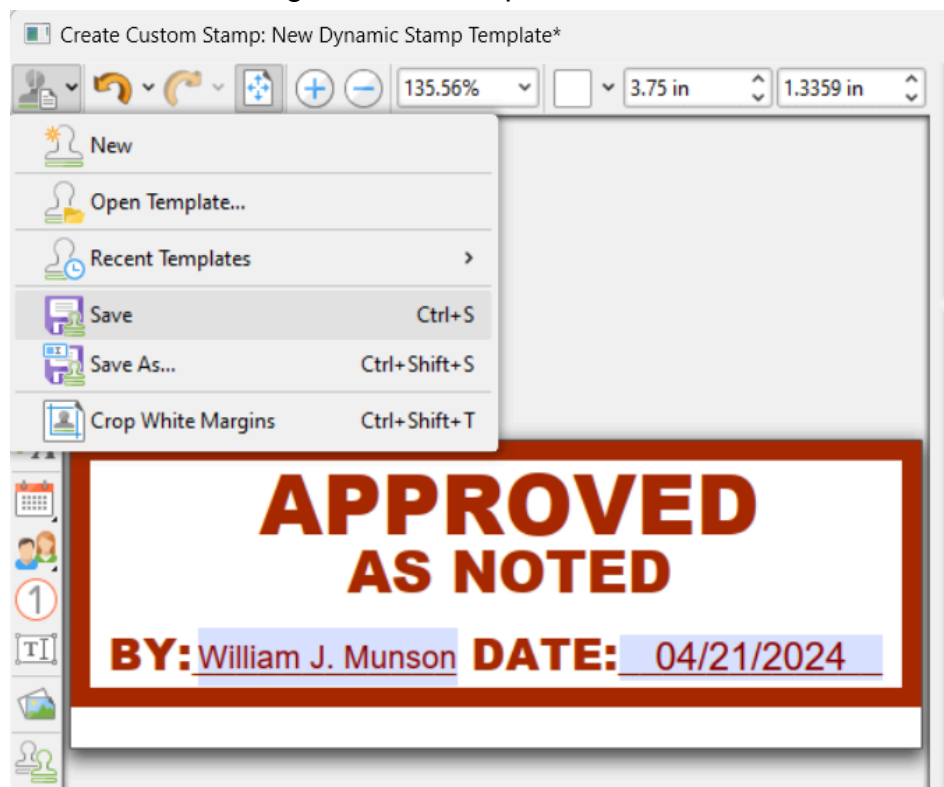 Create Custom Stamp: New Dynamic Stamp Template*
135.56% 3.75 in 1.3359 in
New
Open Template...
Recent Templates
Save Ctrl+S
Save As... Ctrl+Shift+S
Crop White Margins Ctrl+Shift+T
APPROVED
AS NOTED
BY: William J. Munson DATE: 04/21/2024
1
TI